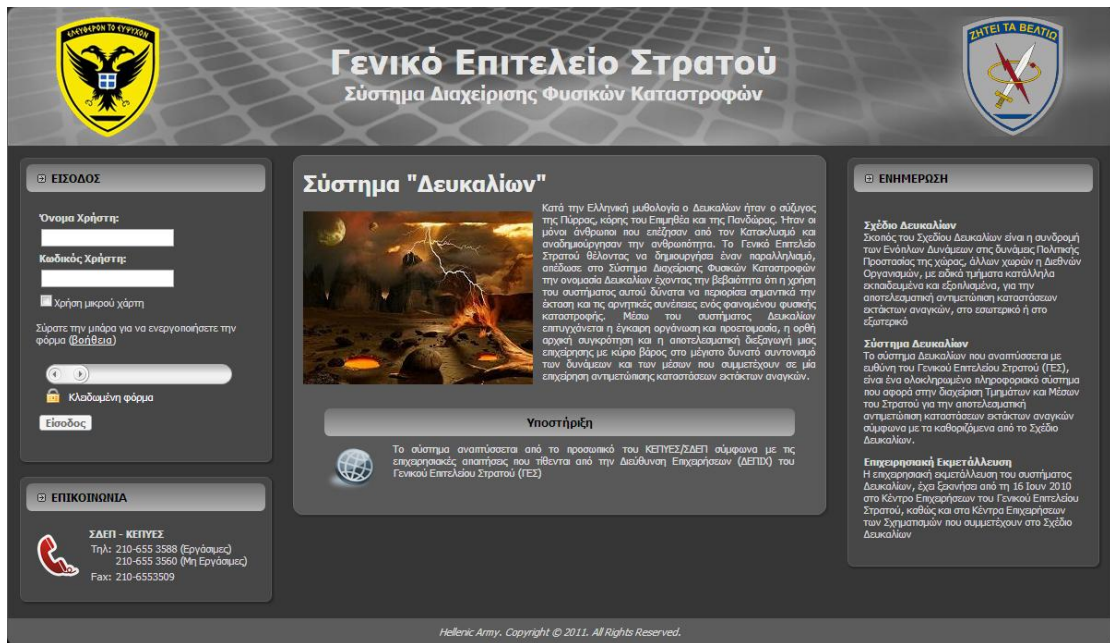 ΕΛΕΥΘΕΡΟΝ ΤΟ ΕΥΨΥΧΟΝ
Γενικό Επιτελείο Στρατού
Σύστημα Διαχείρισης Φυσικών Καταστροφών
ΖΗΤΕΙ ΤΑ ΒΕΛΤΙΩ
ΕΙΣΟΔΟΣ
Όνομα Χρήστη:
Κωδικός Χρήστη:
Χρήση μικρού χάρτη
Σύρατε την μπάρα για να ενεργοποιήσετε την
φόρμα (Βοήθεια)
Κλειδωμένη φόρμα
Είσοδος
ΕΠΙΚΟΙΝΩΝΙΑ
ΣΔΕΠ - ΚΕΠΥΕΣ
Τηλ: 210-655 3588 (Εργάσιμες)
210-655 3560 (Μη Εργάσιμες)
Fax: 210-6553509
Σύστημα "Δευκαλίων"
Κατά την Ελληνική μυθολογία ο Δευκαλίων ήταν ο σύζυγος
της Πύρρας, κόρης του Επιμηθέα και της Πανδώρας. Ήταν οι
μόνοι άνθρωποι που επέζησαν από τον Κατακλυσμό και
αναδημιούργησαν την ανθρωπότητα. Το Γενικό Επιτελείο
Στρατού θέλοντας να δημιουργήσει έναν παραλληλισμό,
απέδωσε στο Σύστημα Διαχείρισης Φυσικών Καταστροφών
την ονομασία Δευκαλίων έχοντας την βεβαιότητα ότι η χρήση
του συστήματος αυτού δύναται να περιορίσει σημαντικά την
έκταση και τις αρνητικές συνέπειες ενός φαινομένου φυσικής
καταστροφής. Μέσω του συστήματος Δευκαλίων
επιτυγχάνεται η έγκαιρη οργάνωση και προετοιμασία, η ορθή
αρχική συγκρότηση και η αποτελεσματική διεξαγωγή μιας
επιχείρησης με κύριο βάρος στο μέγιστο δυνατό συντονισμό
των δυνάμεων και των μέσων που συμμετέχουν σε μία
επιχείρηση αντιμετώπισης καταστάσεων εκτάκτων αναγκών.
Υποστήριξη
Το σύστημα αναπτύσσεται από το προσωπικό του ΚΕΠΥΕΣ/ΣΔΕΠ σύμφωνα με τις
επιχειρησιακές απαιτήσεις που τίθενται από την Διεύθυνση Επιχειρήσεων (ΔΕΠΙΧ) του
Γενικού Επιτελείου Στρατού (ΓΕΣ)
ΕΝΗΜΕΡΩΣΗ
Σχέδιο Δευκαλίων
Σκοπός του Σχεδίου Δευκαλίων είναι η συνδρομή
των Ενόπλων Δυνάμεων στις δυνάμεις Πολιτικής
Προστασίας της χώρας, άλλων χωρών η Διεθνών
Οργανισμών, με ειδικά τμήματα κατάλληλα
εκπαιδευμένα και εξοπλισμένα, για την
αποτελεσματική αντιμετώπιση καταστάσεων
εκτάκτων αναγκών, στο εσωτερικό ή στο
εξωτερικό
Σύστημα Δευκαλίων
Το σύστημα Δευκαλίων που αναπτύσσεται με
ευθύνη του Γενικού Επιτελείου Στρατού (ΓΕΣ),
είναι ένα ολοκληρωμένο πληροφοριακό σύστημα
που αφορά στην διαχείριση Τμημάτων και Μέσων
του Στρατού για την αποτελεσματική
αντιμετώπιση καταστάσεων εκτάκτων αναγκών
σύμφωνα με τα καθοριζόμενα από το Σχέδιο
Δευκαλίων.
Επιχειρησιακή Εκμετάλλευση
Η επιχειρησιακή εκμετάλλευση του συστήματος
Δευκαλίων, έχει ξεκινήσει από τη 16 Ιουν 2010
στο Κέντρο Επιχειρήσεων του Γενικού Επιτελείου
Στρατού, καθώς και στα Κέντρα Επιχειρήσεων
των Σχηματισμών που συμμετέχουν στο Σχέδιο
Δευκαλίων
Hellenic Army. Copyright © 2011. All Rights Reserved.